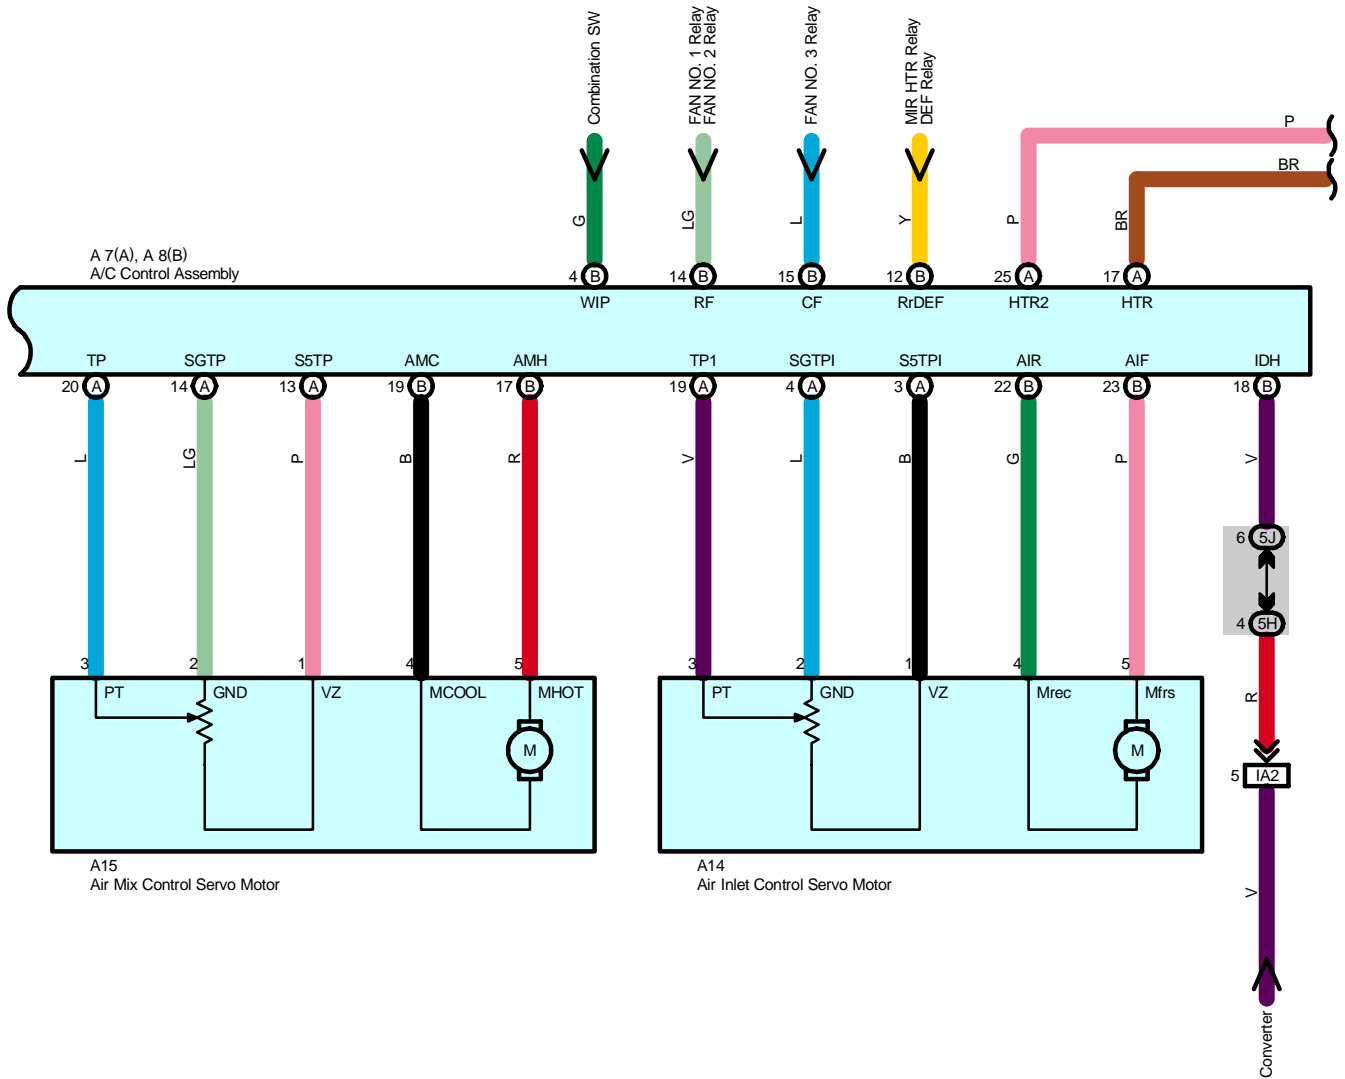 Combination SW
FAN NO. 1 Relay
FAN NO. 2 Relay
FAN NO. 3 Relay
MIR HTR Relay
DEF Relay
P
BR
G
LG
L
Y
P
BR
A 7(A), A 8(B)
A/C Control Assembly
4 B
14 B
15 B
12 B
25 A
17 A
WIP
RF
CF
RrDEF
HTR2
HTR
TP
SGTP
S5TP
AMC
AMH
TP1
SGTPI
S5TPI
AIR
AIF
IDH
20 A
14 A
13 A
19 B
17 B
19 A
4 A
3 A
22 B
23 B
18 B
L
LG
P
B
R
V
L
B
G
P
V
6 5J
4 5H
3
2
1
4
5
3
2
1
4
5
PT
GND
VZ
MCOOL
MHOT
PT
GND
VZ
Mrec
Mfrs
R
M
M
5 IA2
A15
Air Mix Control Servo Motor
A14
Air Inlet Control Servo Motor
V
Converter